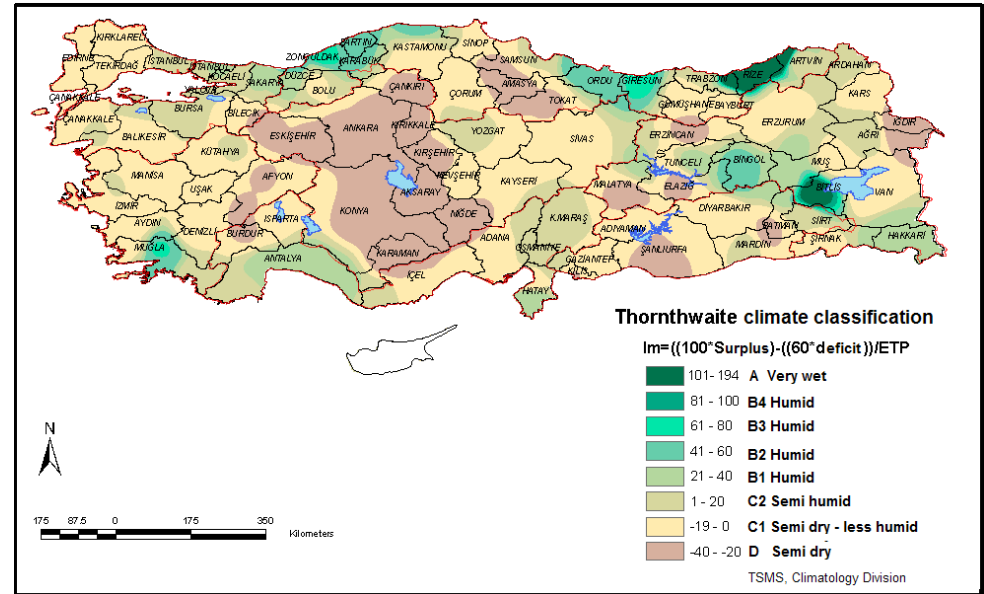 KIRKLARELİ
EDİRNE
TEKİRDAĞ
İSTANBUL
İSTANBUL
KOCAELİ
YALOVA
SAKARYA
DÜZCE
BOLU
ZONGULDAK
BARTIN
KARABÜK
KASTAMONU
SİNOP
SAMSUN
ÇANKIRI
ÇORUM
AMASYA
TOKAT
ORDU
GİRESUN
TRABZON
RİZE
ARTVİN
ARDAHAN
GÜMÜŞHANE
BAYBURT
KARS
ÇANAKKALE
ÇANAKKALE
BALIKESİR
BURSA
BİLECİK
ESKİŞEHİR
ANKARA
KIRIKKALE
YOZGAT
SİVAS
ERZİNCAN
ERZURUM
AĞRI
IĞDIR
KÜTAHYA
KIRŞEHİR
NEVŞEHİR
KAYSERİ
TUNCELİ
BİNGÖL
MUŞ
MANİSA
UŞAK
AFYON
AKSARAY
MALATYA
ELAZIĞ
BİTLİS
VAN
İZMİR
AYDIN
DENİZLİ
ISPARTA
BURDUR
KONYA
NİĞDE
K.MARAŞ
ADIYAMAN
DİYARBAKIR
BATMAN
SİİRT
ŞIRNAK
HAKKARİ
MUĞLA
ANTALYA
KARAMAN
İÇEL
ADANA
OSMANİYE
GAZİANTEP
KİLİS
ŞANLIURFA
MARDİN
HATAY
Thornthwaite climate classification
Im=((100*Surplus)-((60*deficit))/ETP
101 - 194 A Very wet
81 - 100 B4 Humid
61 - 80 B3 Humid
41 - 60 B2 Humid
21 - 40 B1 Humid
1 - 20 C2 Semi humid
-19 - 0 C1 Semi dry - less humid
-40 - -20 D Semi dry
TSMS, Climatology Division
N
175 87.5 0 175 350
Kilometers